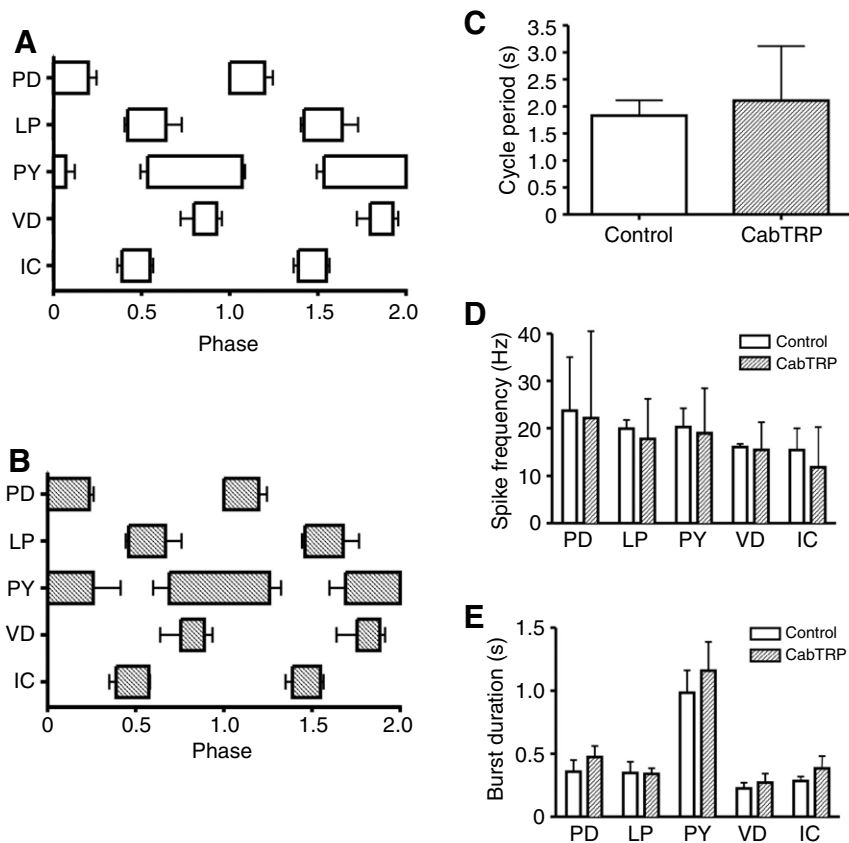 A
PD
LP
PY
VD
IC
0 0.5 1.0 1.5 2.0
Phase
B
PD
LP
PY
VD
IC
0 0.5 1.0 1.5 2.0
Phase
C
Cycle period (s)
3.5
3.0
2.5
2.0
1.5
1.0
0.5
0
Control CabTRP
D
Spike frequency (Hz)
40
30
20
10
0
Control
CabTRP
PD LP PY VD IC
E
Burst duration (s)
1.5
1.0
0.5
0
Control
CabTRP
PD LP PY VD IC